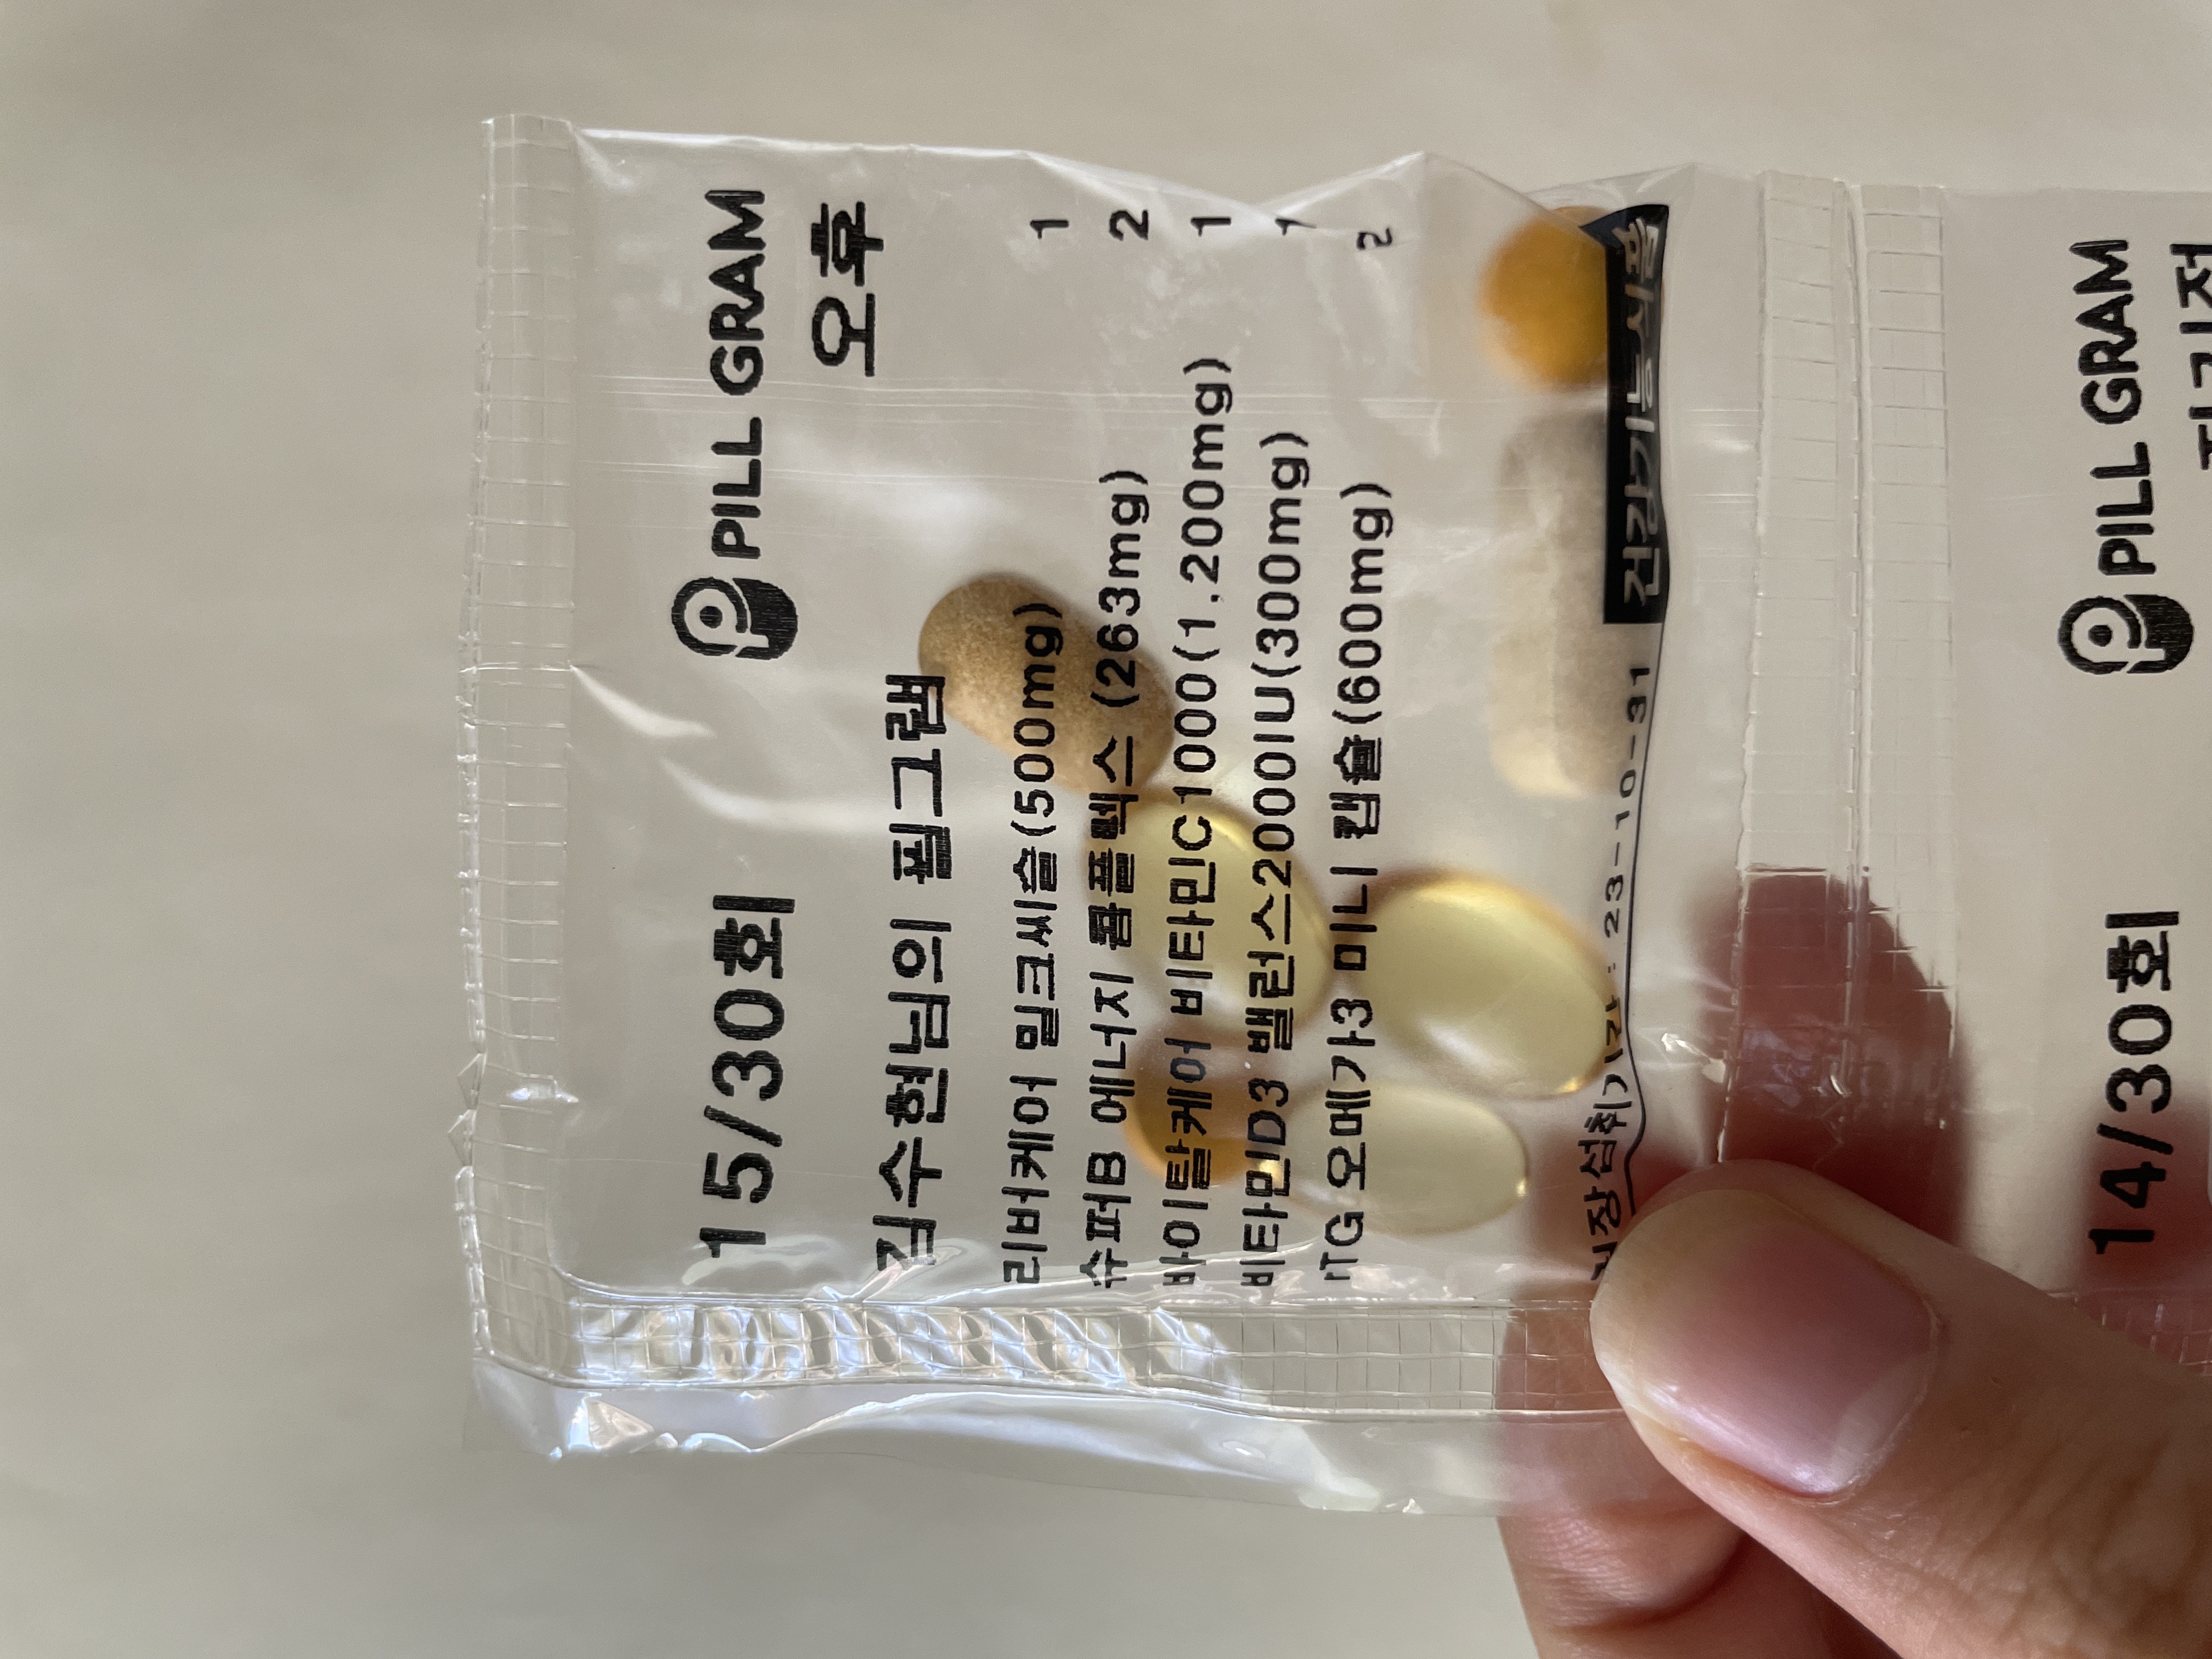 15/30회 PILL GRAM
오후
김수현님의 필그램
리버케어 밀크씨슬(500mg) 1
슈퍼B 에너지 콤플렉스 (263mg) 2
바이탈케어 비타민C1000(1,200mg) 1
비타민D3 밸런스2000IU(300mg) 1
rTG 오메가3 미니 캡슐(600mg) 2
23-10-31 건강기능식품
14/30회 PILL GRAM